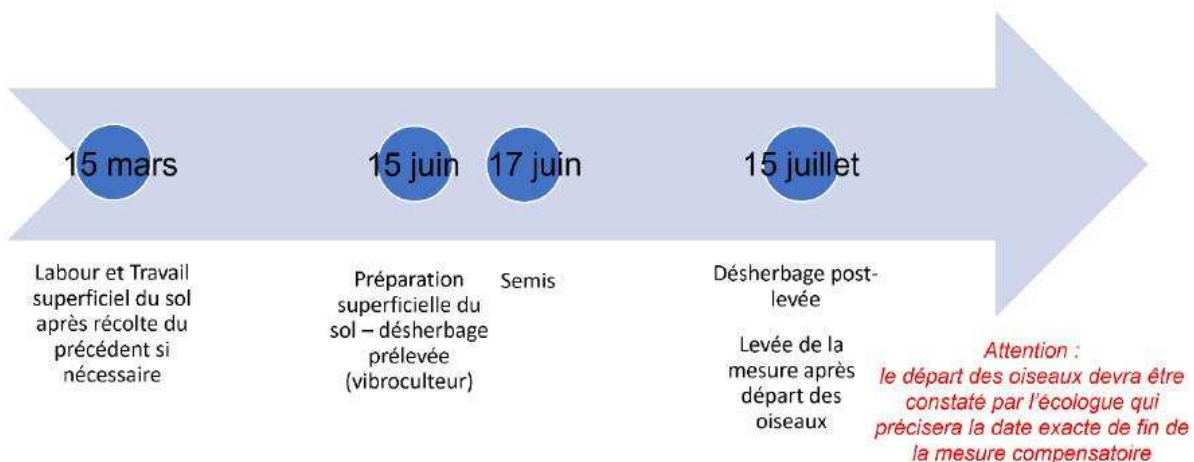 15 mars
15 juin
17 juin
15 juillet
Labour et Travail
superficiel du sol
après récolte du
précédent si
nécessaire
Préparation
superficielle du
sol – désherbage
prélevée
(vibroculteur)
Semis
Désherbage post-
levée
Levée de la
mesure après
départ des
oiseaux
Attention :
le départ des oiseaux devra être
constaté par l’écologue qui
précisera la date exacte de fin de
la mesure compensatoire